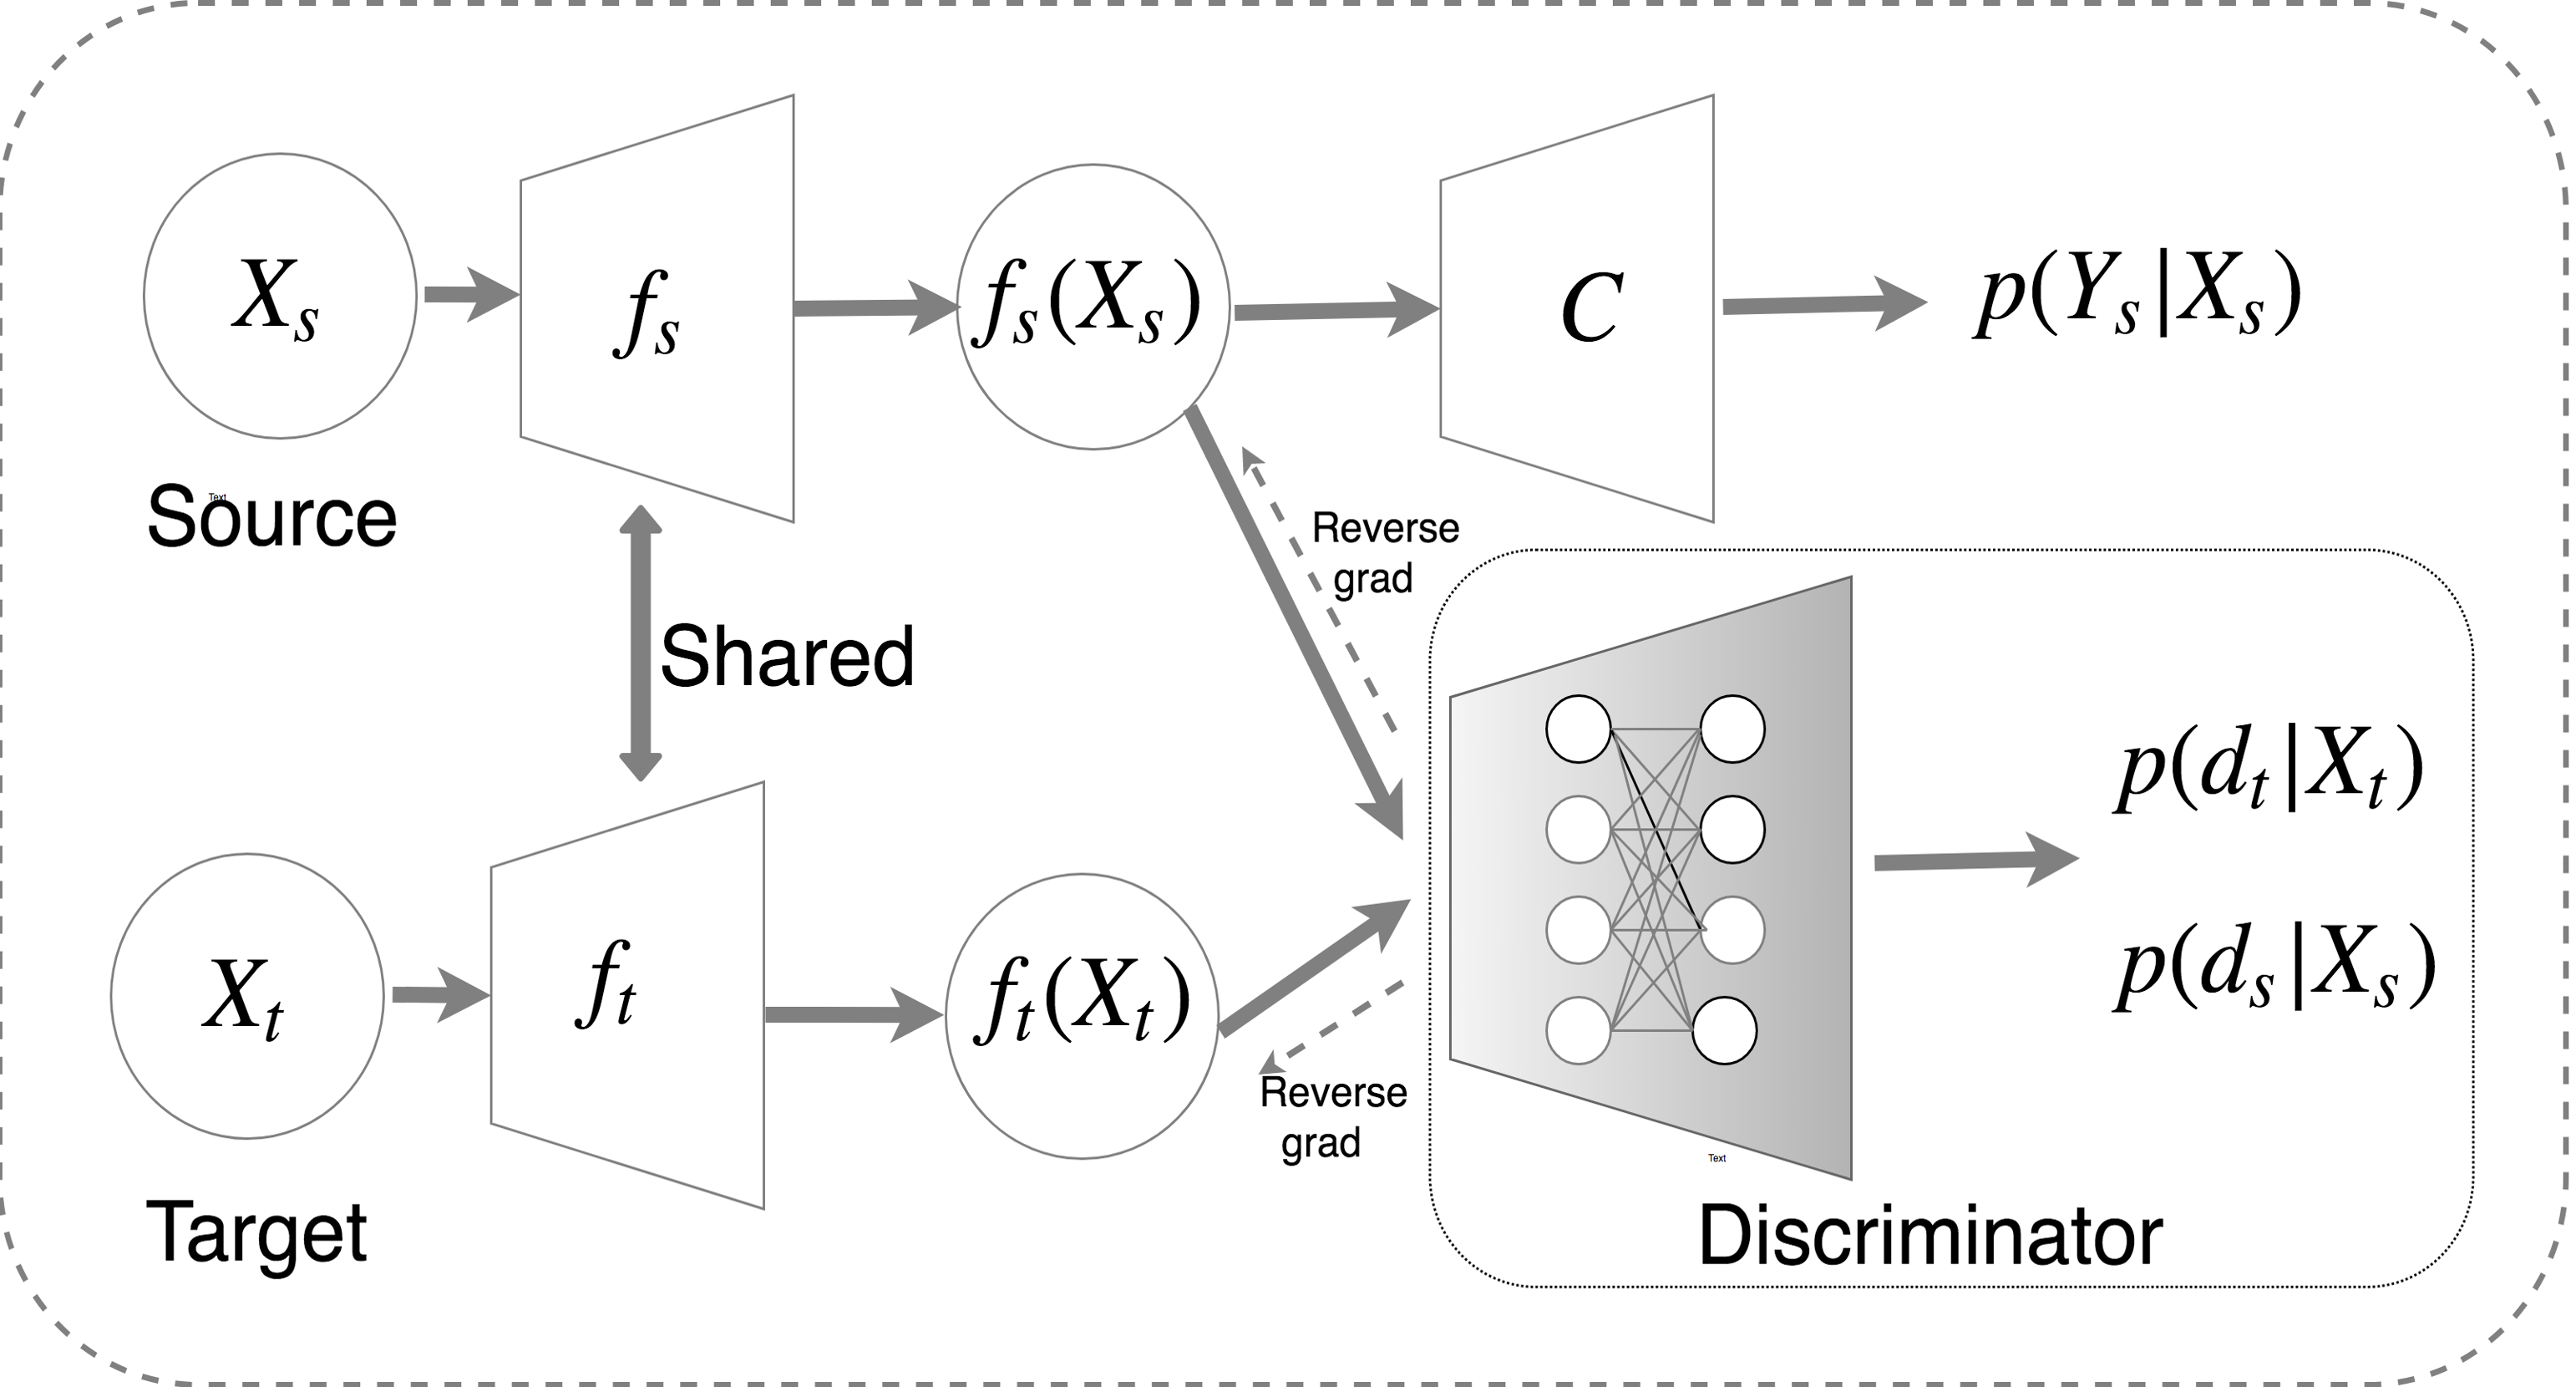 X_s
f_s
f_s(X_s)
C
p(Y_s|X_s)
Source
Text
Reverse
grad
Shared
X_t
f_t
f_t(X_t)
Reverse
grad
p(d_t|X_t)
p(d_s|X_s)
Text
Target
Discriminator